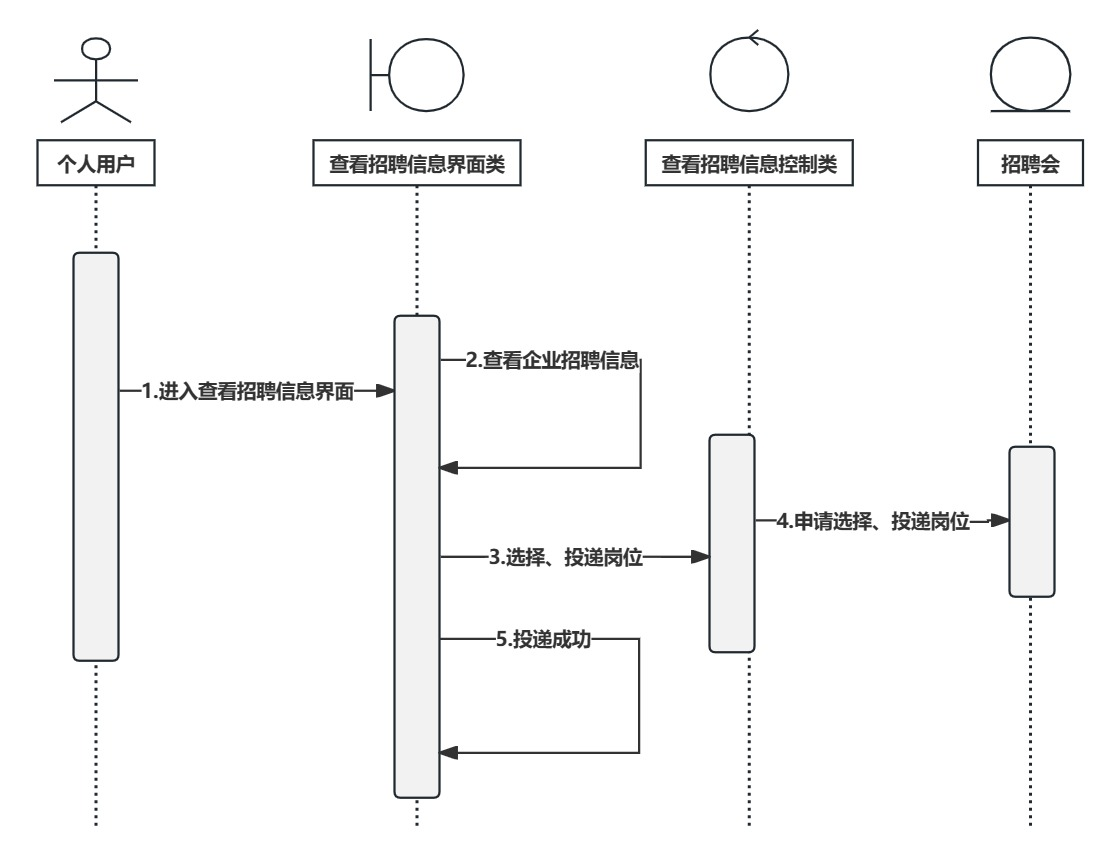 个人用户
查看招聘信息界面类
查看招聘信息控制类
招聘会
2.查看企业招聘信息
1.进入查看招聘信息界面
4.申请选择、投递岗位
3.选择、投递岗位
5.投递成功